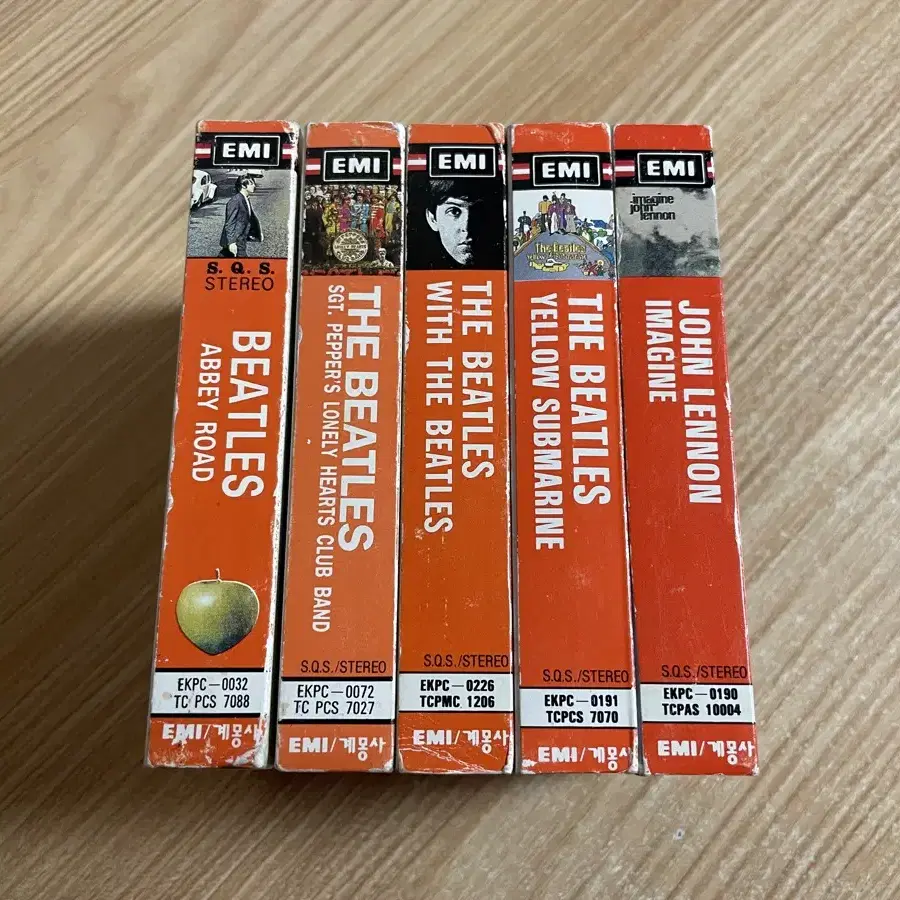 EMI
S. Q. S.
STEREO
BEATLES
ABBEY ROAD
EKPC-0032
TC PCS 7088
EMI/계몽사
EMI
THE BEATLES
SGT. PEPPER'S LONELY HEARTS CLUB BAND
EKPC-0072
TC PCS 7027
EMI/계몽사
EMI
THE BEATLES
WITH THE BEATLES
S.Q.S./STEREO
EKPC-0226
TCPMC 1206
EMI/계몽사
EMI
The Beatles
THE BEATLES
YELLOW SUBMARINE
S.Q.S./STEREO
EKPC-0191
TCPCS 7070
EMI/계몽사
EMI
imagine
john
lennon
JOHN LENNON
IMAGINE
S.Q.S./STEREO
EKPC-0190
TCPAS 10004
EMI/계몽사